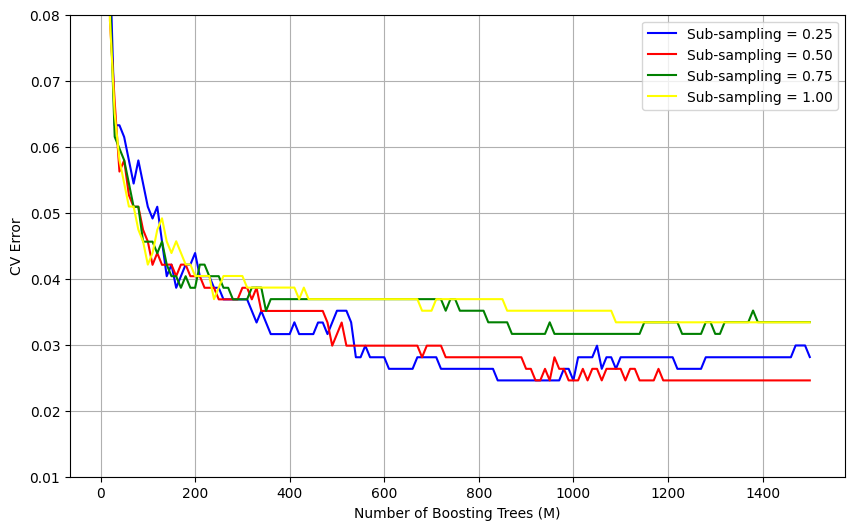 0.08
0.07
0.06
0.05
0.04
0.03
0.02
0.01
CV Error
Sub-sampling = 0.25
Sub-sampling = 0.50
Sub-sampling = 0.75
Sub-sampling = 1.00
0 200 400 600 800 1000 1200 1400
Number of Boosting Trees (M)